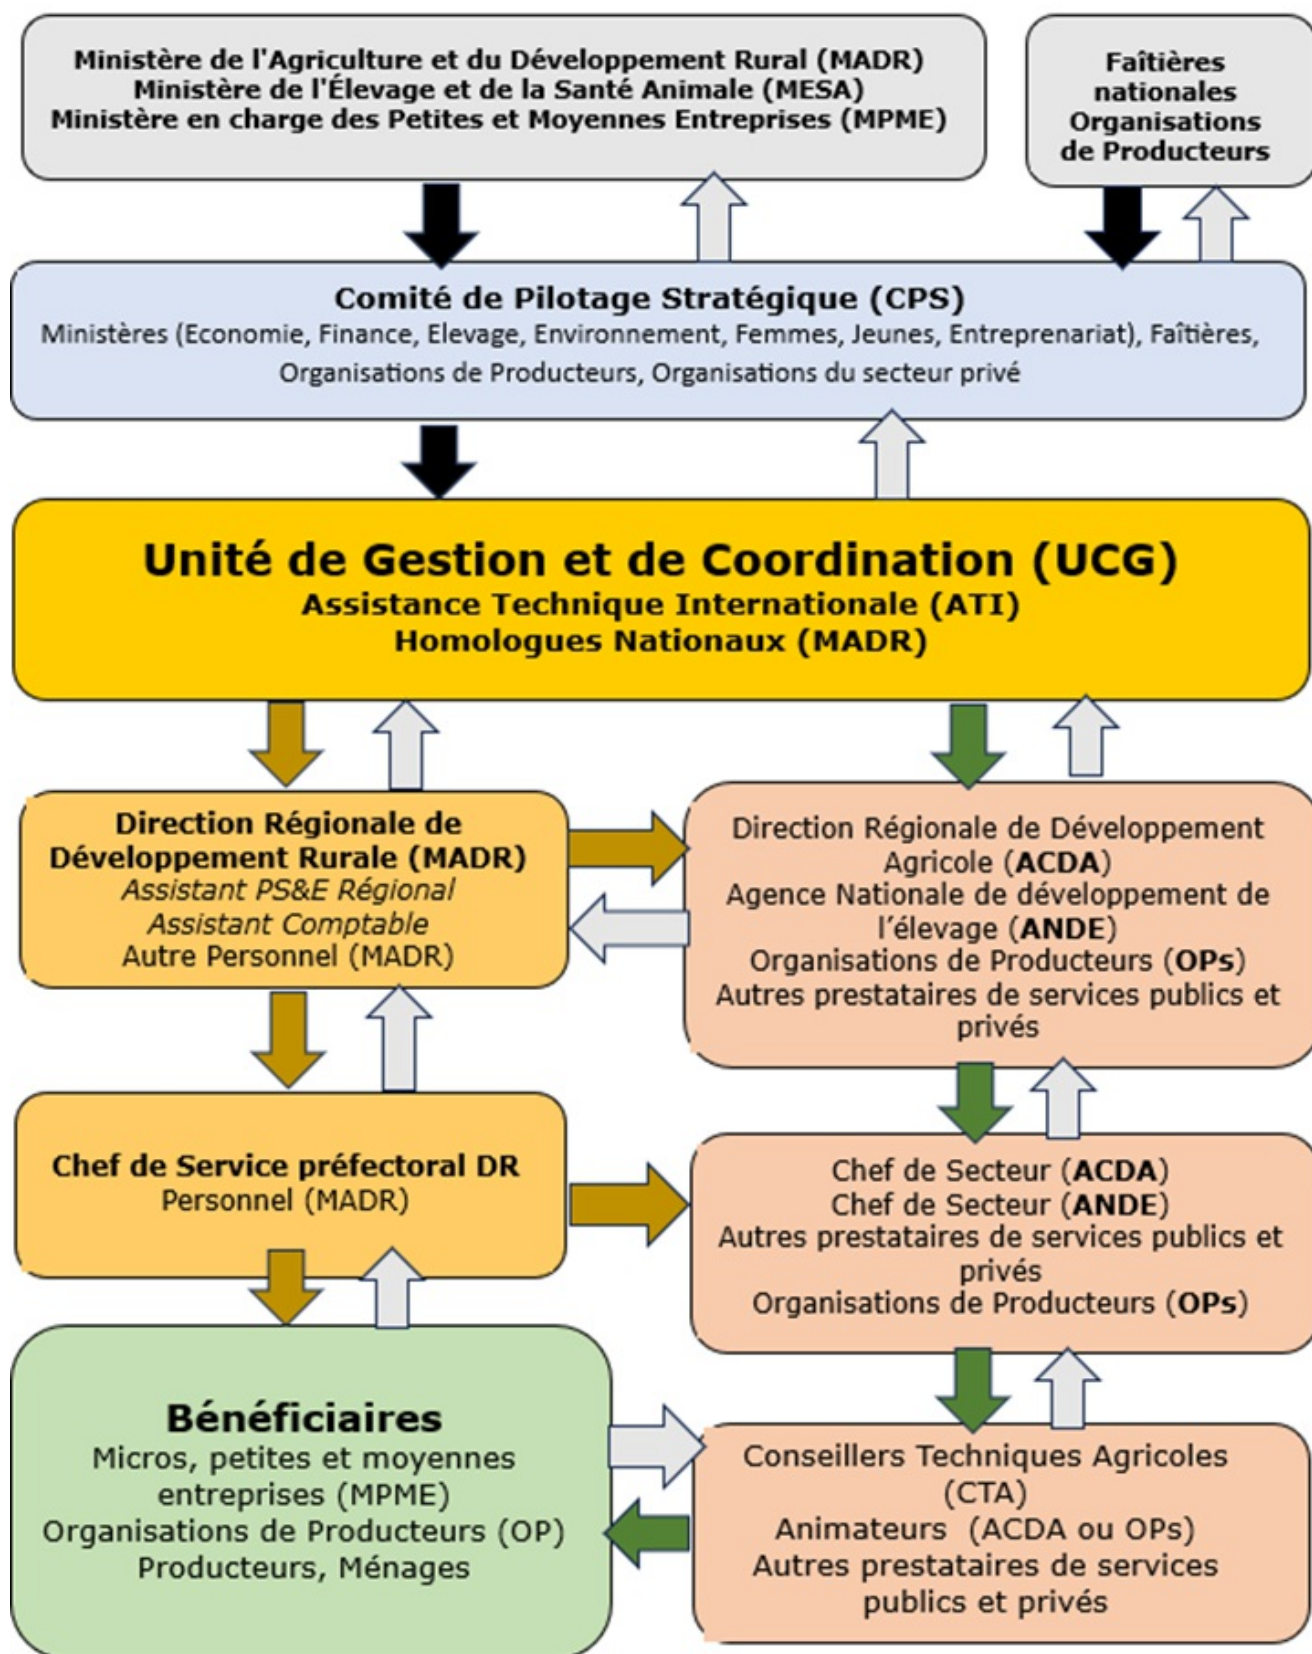 Ministère de l'Agriculture et du Développement Rural (MADR)
Ministère de l'Élevage et de la Santé Animale (MESA)
Ministère en charge des Petites et Moyennes Entreprises (MPME)
Faîtières
nationales
Organisations
de Producteurs
Comité de Pilotage Stratégique (CPS)
Ministères (Economie, Finance, Elevage, Environnement, Femmes, Jeunes, Entreprenariat), Faîtières,
Organisations de Producteurs, Organisations du secteur privé
Unité de Gestion et de Coordination (UCG)
Assistance Technique Internationale (ATI)
Homologues Nationaux (MADR)
Direction Régionale de
Développement Rurale (MADR)
Assistant PS&E Régional
Assistant Comptable
Autre Personnel (MADR)
Direction Régionale de Développement
Agricole (ACDA)
Agence Nationale de développement de
l'élevage (ANDE)
Organisations de Producteurs (OPs)
Autres prestataires de services publics et
privés
Chef de Service préfectoral DR
Personnel (MADR)
Chef de Secteur (ACDA)
Chef de Secteur (ANDE)
Autres prestataires de services publics et
privés
Organisations de Producteurs (OPs)
Bénéficiaires
Micros, petites et moyennes
entreprises (MPME)
Organisations de Producteurs (OP)
Producteurs, Ménages
Conseillers Techniques Agricoles
(CTA)
Animateurs (ACDA ou OPs)
Autres prestataires de services
publics et privés